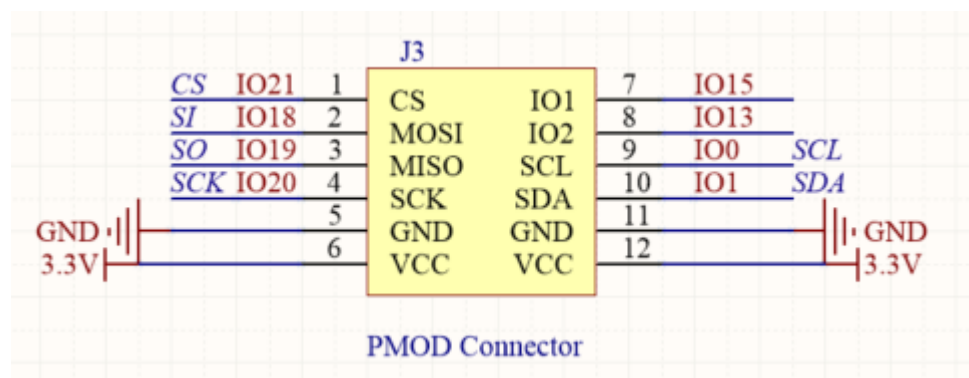 J3
CS IO21 1 CS IO1 7 IO15
SI IO18 2 MOSI IO2 8 IO13
SO IO19 3 MISO SCL 9 IO0 SCL
SCK IO20 4 SCK SDA 10 IO1 SDA
GND 5 GND GND 11 GND
3.3V 6 VCC VCC 12 3.3V
PMOD Connector